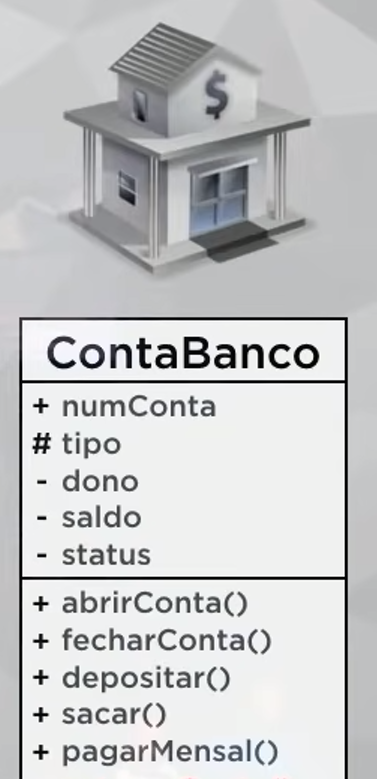 $
ContaBanco
+ numConta
# tipo
- dono
- saldo
- status
+ abrirConta()
+ fecharConta()
+ depositar()
+ sacar()
+ pagarMensal()